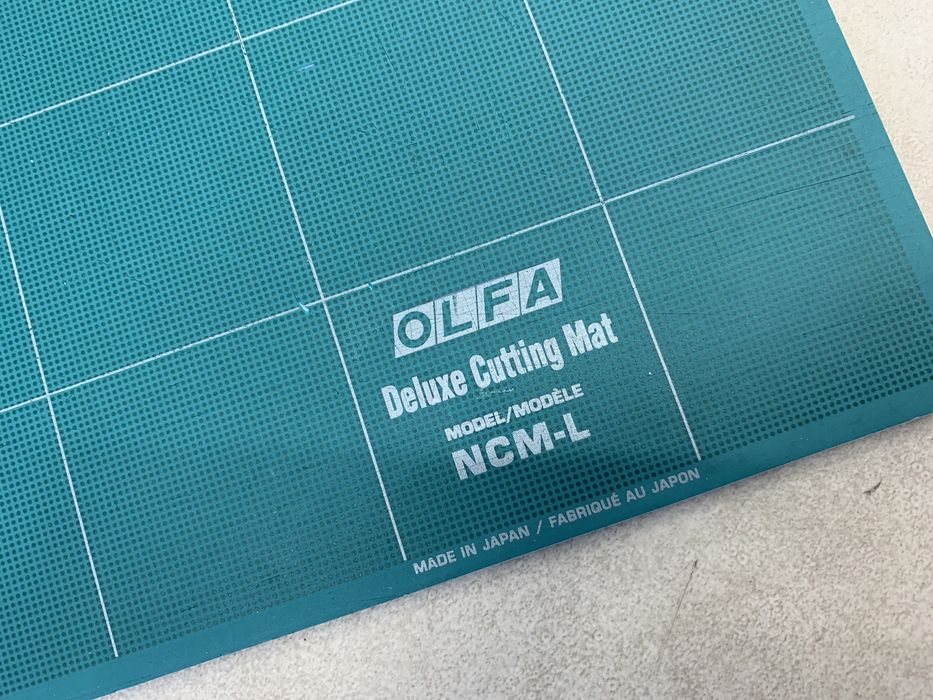 OLFA
Deluxe Cutting Mat
MODEL/MODÈLE
NCM-L
MADE IN JAPAN / FABRIQUÉ AU JAPON